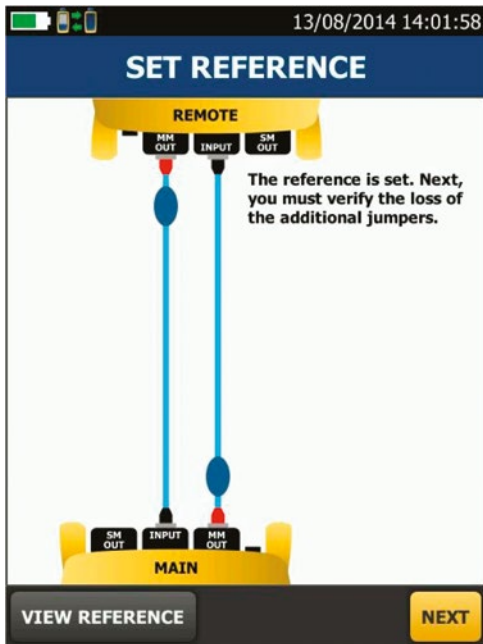 13/08/2014 14:01:58
SET REFERENCE
REMOTE
MM OUT
INPUT
SM OUT
The reference is set. Next,
you must verify the loss of
the additional jumpers.
SM OUT
INPUT
MM OUT
MAIN
VIEW REFERENCE
NEXT